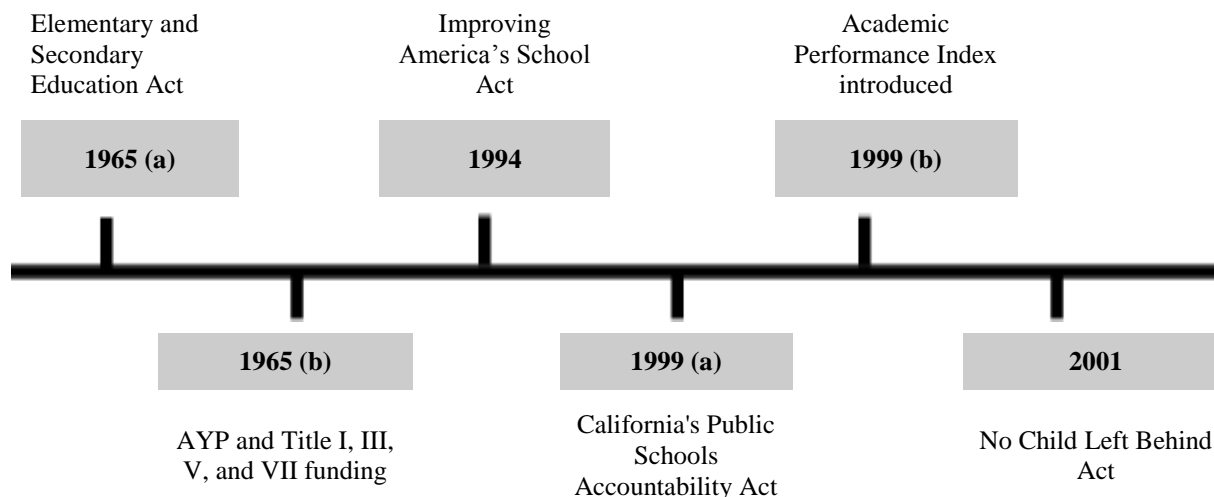 Elementary and
Secondary
Education Act
Improving
America’s School
Act
Academic
Performance Index
introduced
1965 (a)
1994
1999 (b)
1965 (b)
1999 (a)
2001
AYP and Title I, III,
V, and VII funding
California's Public
Schools
Accountability Act
No Child Left Behind
Act